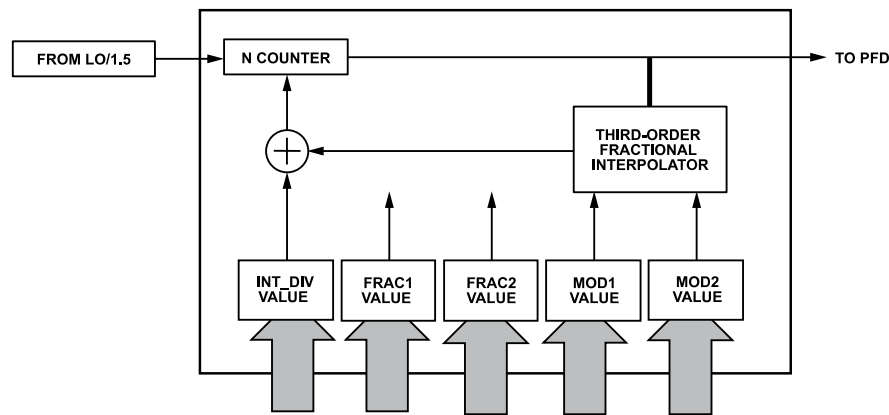 FROM LO/1.5
N COUNTER
TO PFD
THIRD-ORDER
FRACTIONAL
INTERPOLATOR
INT_DIV
VALUE
FRAC1
VALUE
FRAC2
VALUE
MOD1
VALUE
MOD2
VALUE